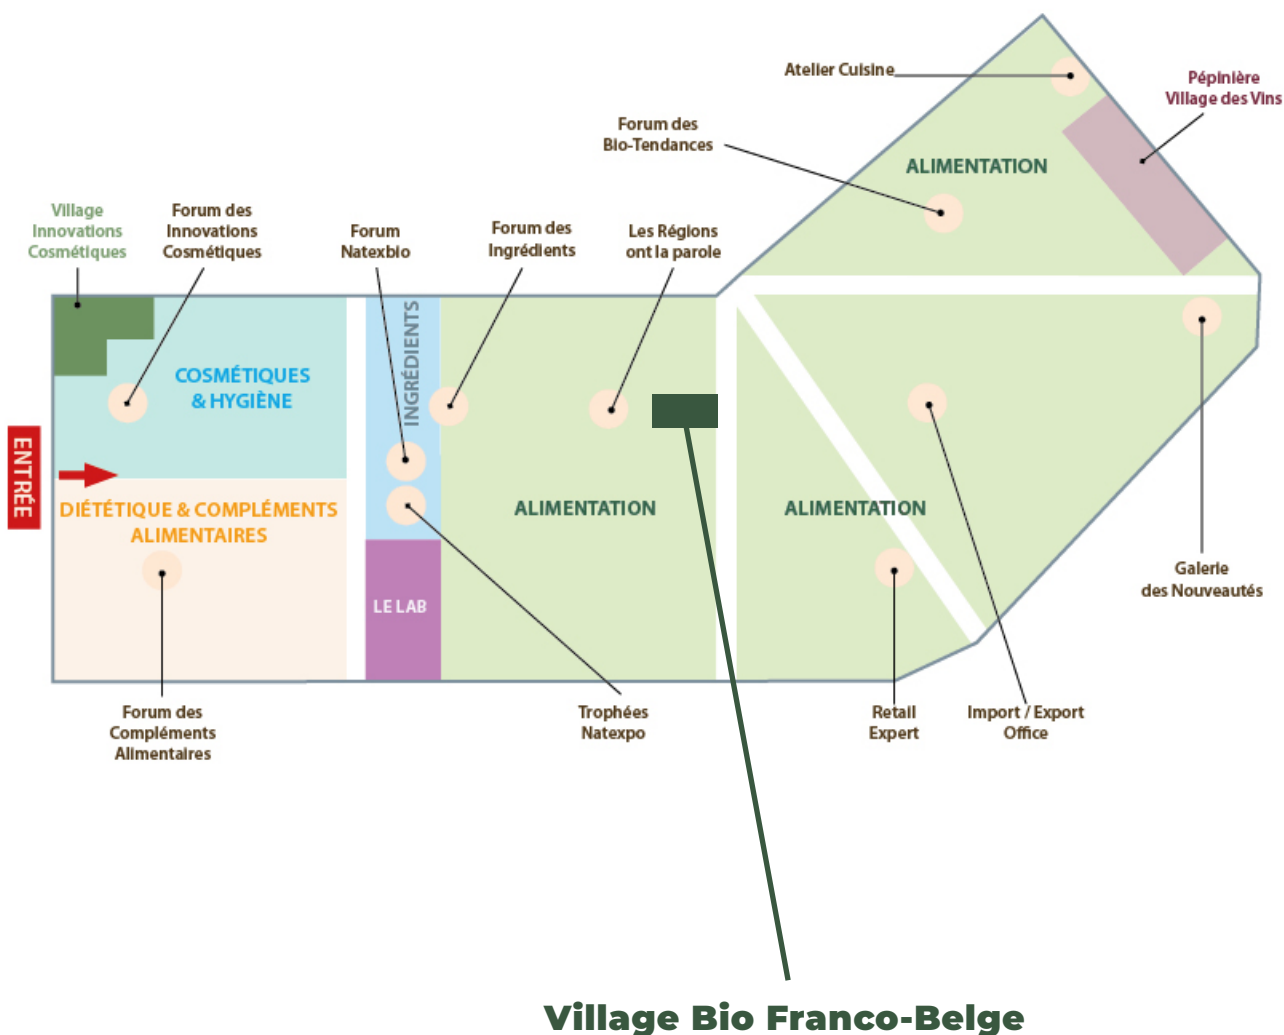 Atelier Cuisine
Pépinière
Village des Vins
Forum des
Bio-Tendances
ALIMENTATION
Village
Innovations
Cosmétiques
Forum des
Innovations
Cosmétiques
Forum
Natexbio
Forum des
Ingrédients
Les Régions
ont la parole
INGRÉDIENTS
COSMÉTIQUES
& HYGIÈNE
ENTRÉE
DIÉTÉTIQUE & COMPLÉMENTS
ALIMENTAIRES
ALIMENTATION
ALIMENTATION
LE LAB
Galerie
des Nouveautés
Forum des
Compléments
Alimentaires
Trophées
Natexpo
Retail
Expert
Import / Export
Office
Village Bio Franco-Belge